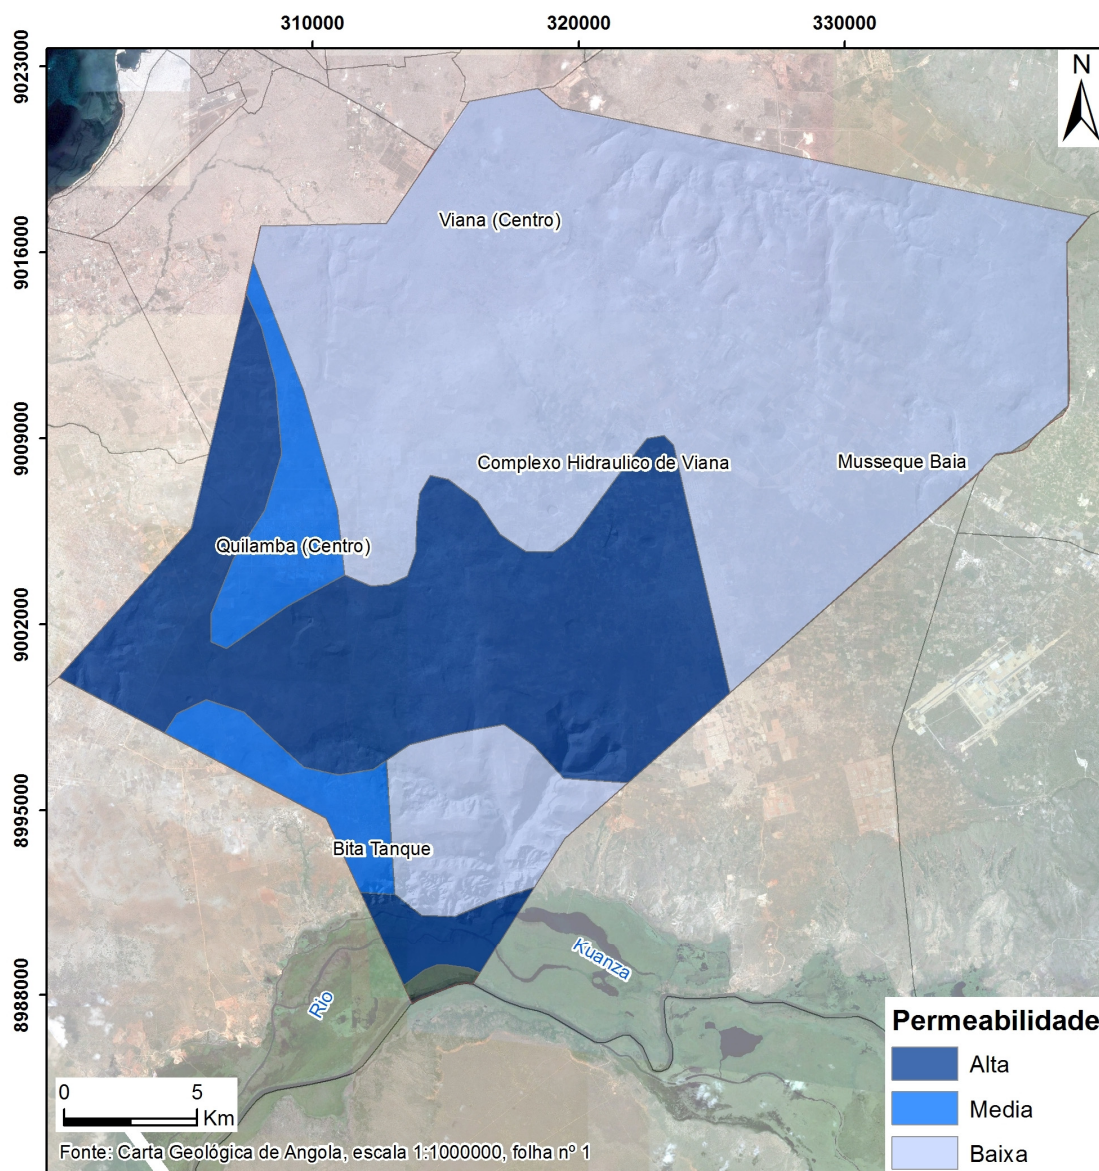 310000 320000 330000
9023000
9016000
9009000
9002000
8995000
8988000
N
Viana (Centro)
Complexo Hidraulico de Viana
Musseque Baia
Quilamba (Centro)
Bita Tanque
Kuanza
Rio
Permeabilidade
Alta
Media
Baixa
0 5
Km
Fonte: Carta Geológica de Angola, escala 1:1000000, folha nº 1